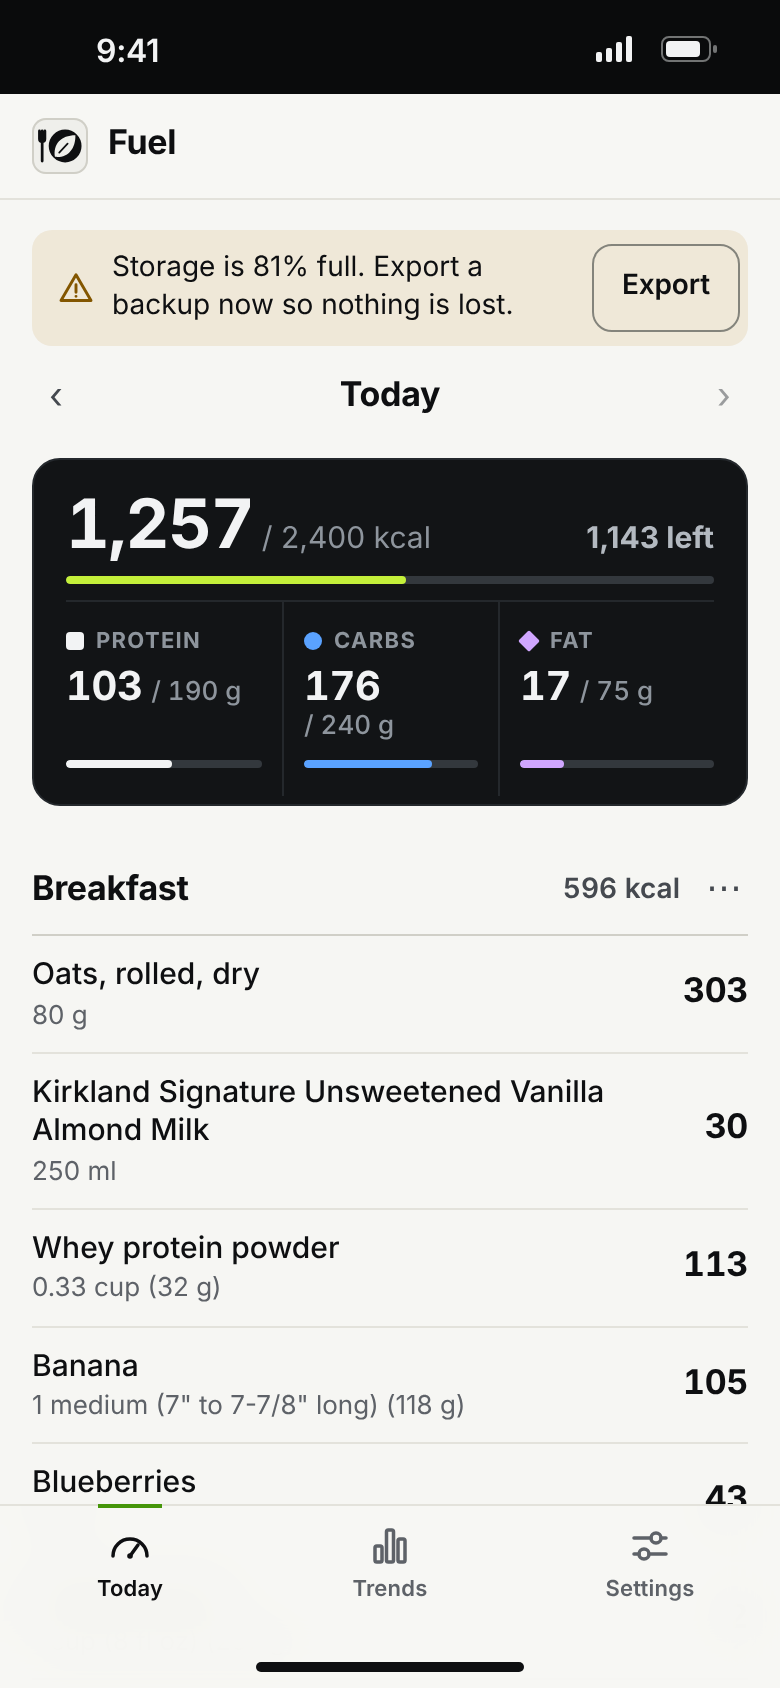 9:41
Fuel
Storage is 81% full. Export a
backup now so nothing is lost.
Export
‹ Today ›
1,257 / 2,400 kcal 1,143 left
PROTEIN
103 / 190 g
CARBS
176
/ 240 g
FAT
17 / 75 g
Breakfast 596 kcal ···
Oats, rolled, dry
80 g
303
Kirkland Signature Unsweetened Vanilla
Almond Milk
250 ml
30
Whey protein powder
0.33 cup (32 g)
113
Banana
1 medium (7" to 7-7/8" long) (118 g)
105
Blueberries
43
Today
Trends
Settings